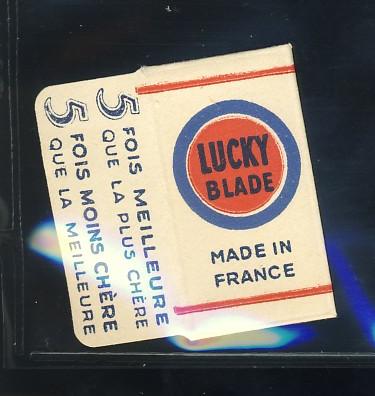 5 FOIS MEILLEURE
QUE LA PLUS CHÈRE
5 FOIS MOINS CHÈRE
QUE LA MEILLEURE
LUCKY
BLADE
MADE IN
FRANCE